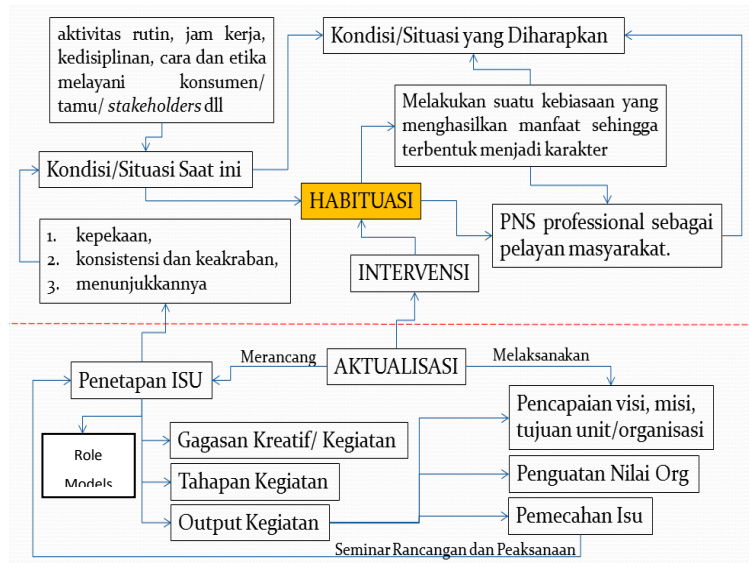 aktivitas rutin, jam kerja,
kedisiplinan, cara dan etika
melayani konsumen/
tamu/ stakeholders dll
Kondisi/Situasi yang Diharapkan
Melakukan suatu kebiasaan yang
menghasilkan manfaat sehingga
terbentuk menjadi karakter
Kondisi/Situasi Saat ini
HABITUASI
PNS professional sebagai
pelayan masyarakat.
1. kepekaan,
2. konsistensi dan keakraban,
3. menunjukkannya
INTERVENSI
Merancang
AKTUALISASI
Melaksanakan
Penetapan ISU
Pencapaian visi, misi,
tujuan unit/organisasi
Gagasan Kreatif/ Kegiatan
Role
Models
Tahapan Kegiatan
Penguatan Nilai Org
Output Kegiatan
Pemecahan Isu
Seminar Rancangan dan Peaksanaan